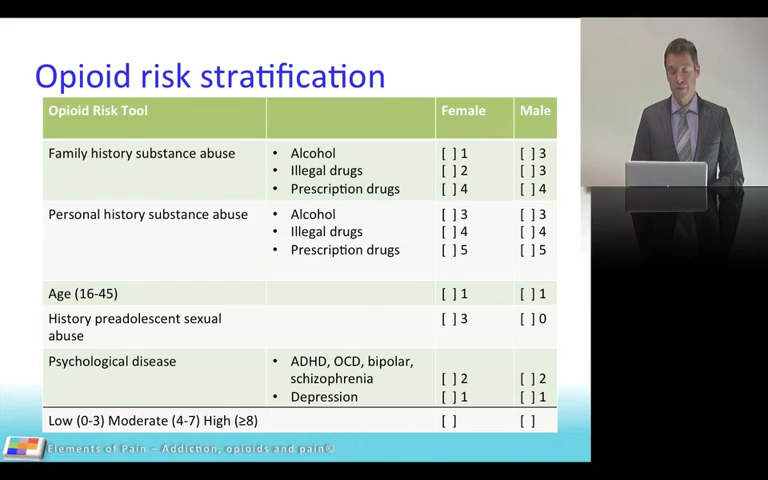 Opioid risk stratification
Opioid Risk Tool Female Male
Family history substance abuse • Alcohol [ ] 1 [ ] 3
• Illegal drugs [ ] 2 [ ] 3
• Prescription drugs [ ] 4 [ ] 4
Personal history substance abuse • Alcohol [ ] 3 [ ] 3
• Illegal drugs [ ] 4 [ ] 4
• Prescription drugs [ ] 5 [ ] 5
Age (16-45) [ ] 1 [ ] 1
History preadolescent sexual [ ] 3 [ ] 0
abuse
Psychological disease • ADHD, OCD, bipolar,
schizophrenia [ ] 2 [ ] 2
• Depression [ ] 1 [ ] 1
Low (0-3) Moderate (4-7) High (≥8) [ ] [ ]
Elements of Pain – Addiction, opioids and pain©